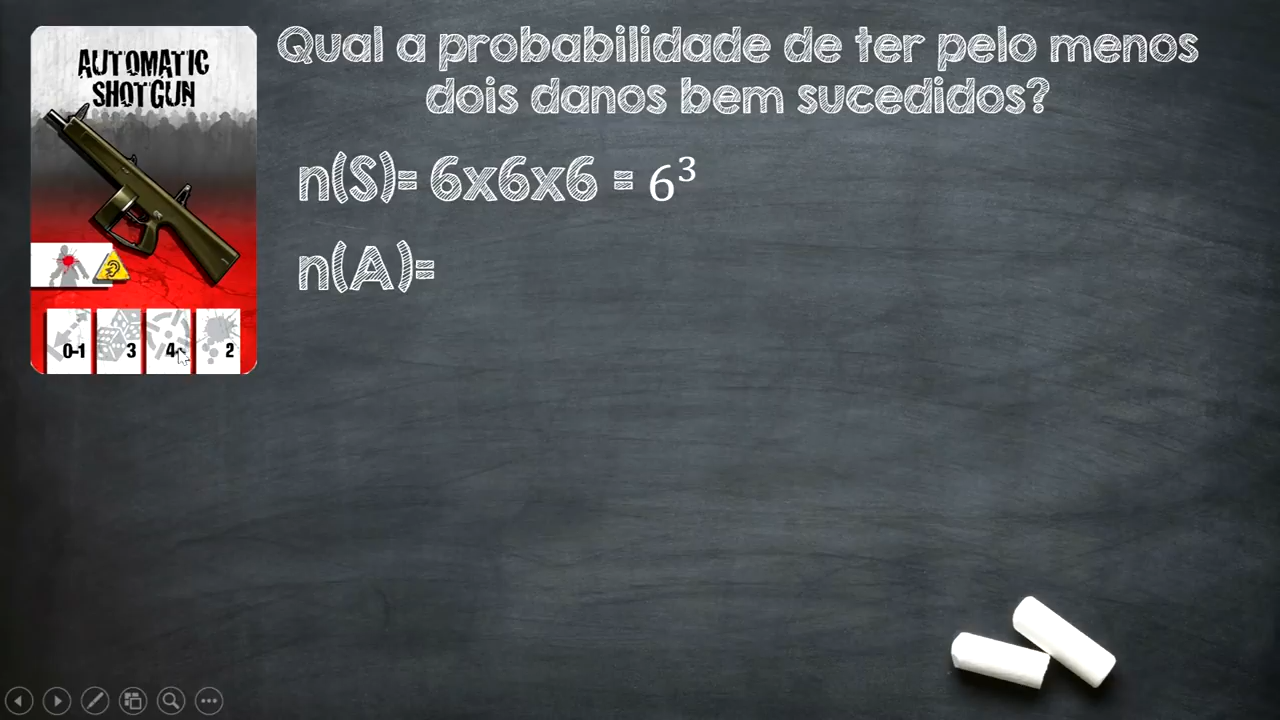 AUTOMATIC
SHOTGUN
0-1
3
4
2
Qual a probabilidade de ter pelo menos
dois danos bem sucedidos?
n(S)= 6x6x6 = 6³
n(A)=